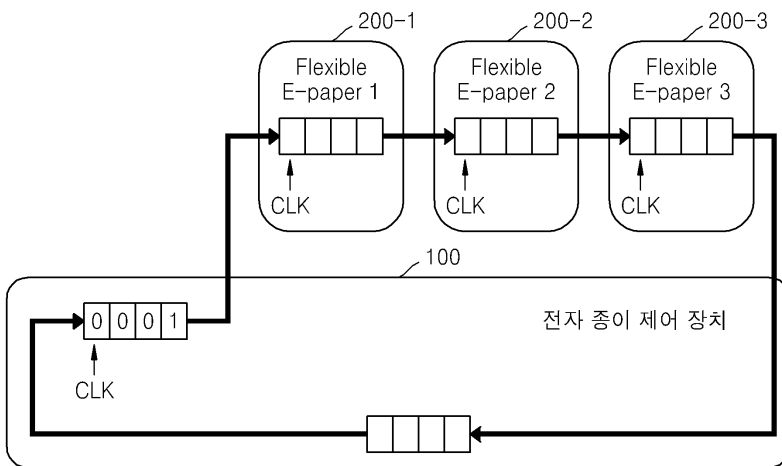 200-1
200-2
200-3
Flexible
E-paper 1
Flexible
E-paper 2
Flexible
E-paper 3
CLK
CLK
CLK
100
0 0 0 1
전자 종이 제어 장치
CLK